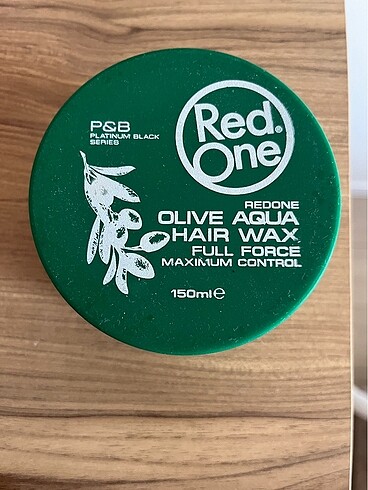 P&B
PLATINUM BLACK
SERIES
Red®
One
REDONE
OLIVE AQUA
HAIR WAX
FULL FORCE
MAXIMUM CONTROL
150ml℮